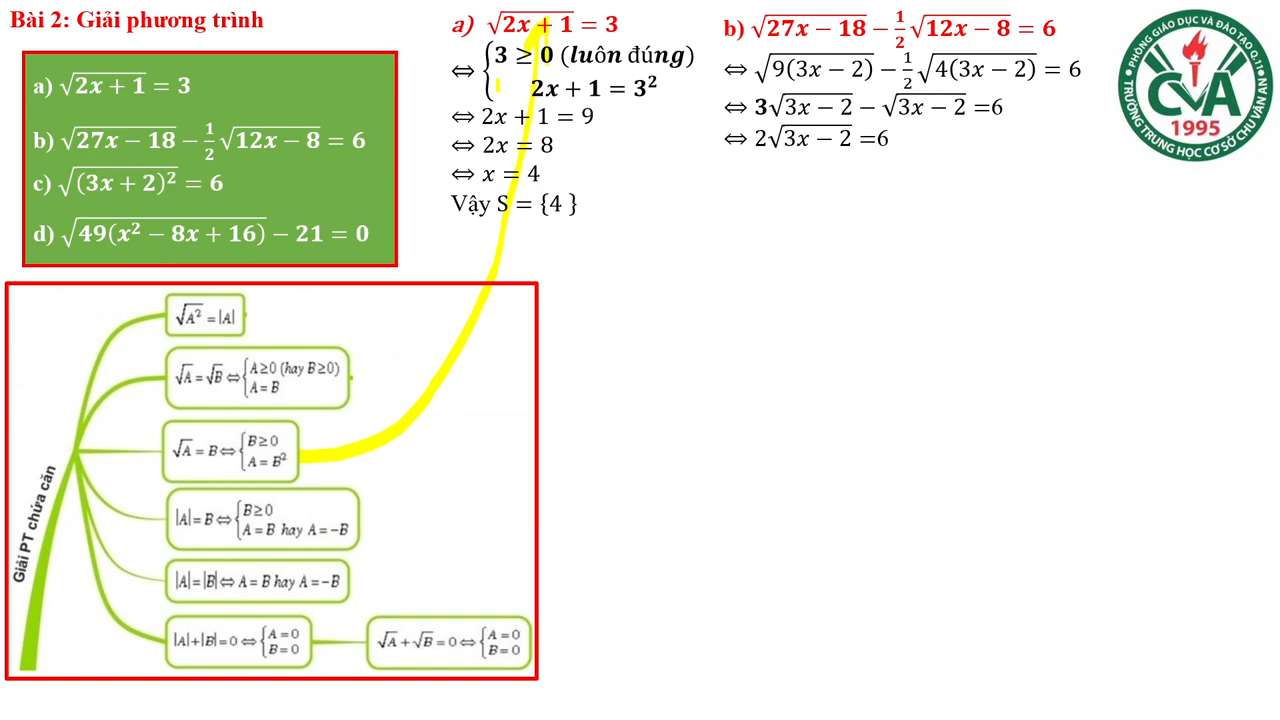 Bài 2: Giải phương trình
a) √(2x + 1) = 3
b) √(27x − 18) − 1/2 √(12x − 8) = 6
c) √((3x + 2)²) = 6
d) √(49(x² − 8x + 16)) − 21 = 0
a) √(2x + 1) = 3
⇔ { 3 ≥ 0 (luôn đúng)
2x + 1 = 3²
⇔ 2x + 1 = 9
⇔ 2x = 8
⇔ x = 4
Vậy S = {4 }
b) √(27x − 18) − 1/2 √(12x − 8) = 6
⇔ √(9(3x − 2)) − 1/2 √(4(3x − 2)) = 6
⇔ 3√(3x − 2) − √(3x − 2) =6
⇔ 2√(3x − 2) =6
PHÒNG GIÁO DỤC VÀ ĐÀO TẠO Q.11
CVA
1995
TRƯỜNG TRUNG HỌC CƠ SỞ CHU VĂN AN
Giải PT chứa căn
√(A²) = |A|
√A = √B ⇔ { A ≥ 0 (hay B ≥ 0)
A = B
√A = B ⇔ { B ≥ 0
A = B²
|A| = B ⇔ { B ≥ 0
A = B hay A = −B
|A| = |B| ⇔ A = B hay A = −B
|A| + |B| = 0 ⇔ { A = 0
B = 0
√A + √B = 0 ⇔ { A = 0
B = 0